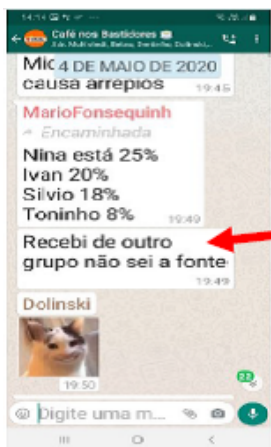 14:14
Café nos Bastidores
Mic 4 DE MAIO DE 2020
causa arrepios 19:45
MarioFonsequinh
Encaminhada
Nina está 25%
Ivan 20%
Silvio 18%
Toninho 8% 19:49
Recebi de outro
grupo não sei a fonte
19:49
Dolinski
19:50
22
Digite uma m...